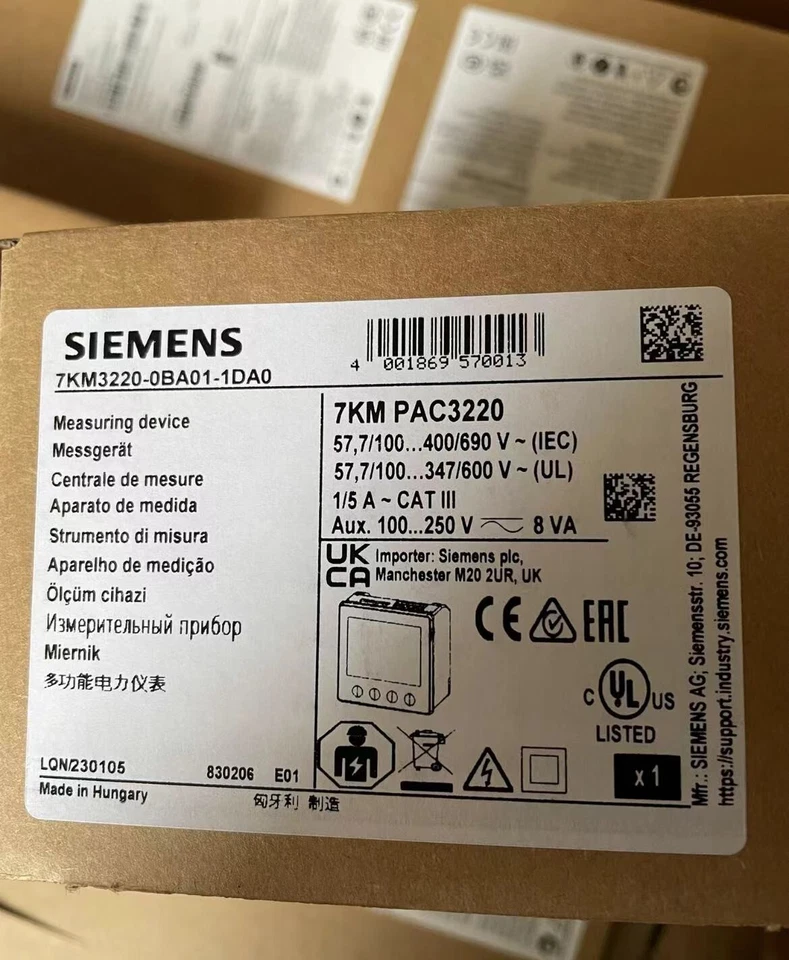 SIEMENS
7KM3220-0BA01-1DA0
4 001869 570013
Measuring device
Messgerät
Centrale de mesure
Aparato de medida
Strumento di misura
Aparelho de medição
Ölçüm cihazi
Измерительный прибор
Miernik
多功能电力仪表
LQN/230105
830206 E01
Made in Hungary
匈牙利 制造
7KM PAC3220
57,7/100...400/690 V ~ (IEC)
57,7/100...347/600 V ~ (UL)
1/5 A ~ CAT III
Aux. 100...250 V ⏦ 8 VA
UK
CA
Importer: Siemens plc,
Manchester M20 2UR, UK
CE EAC
C UL US
LISTED
x 1
Mfr.: SIEMENS AG; Siemensstr. 10; DE-93055 REGENSBURG
https://support.industry.siemens.com